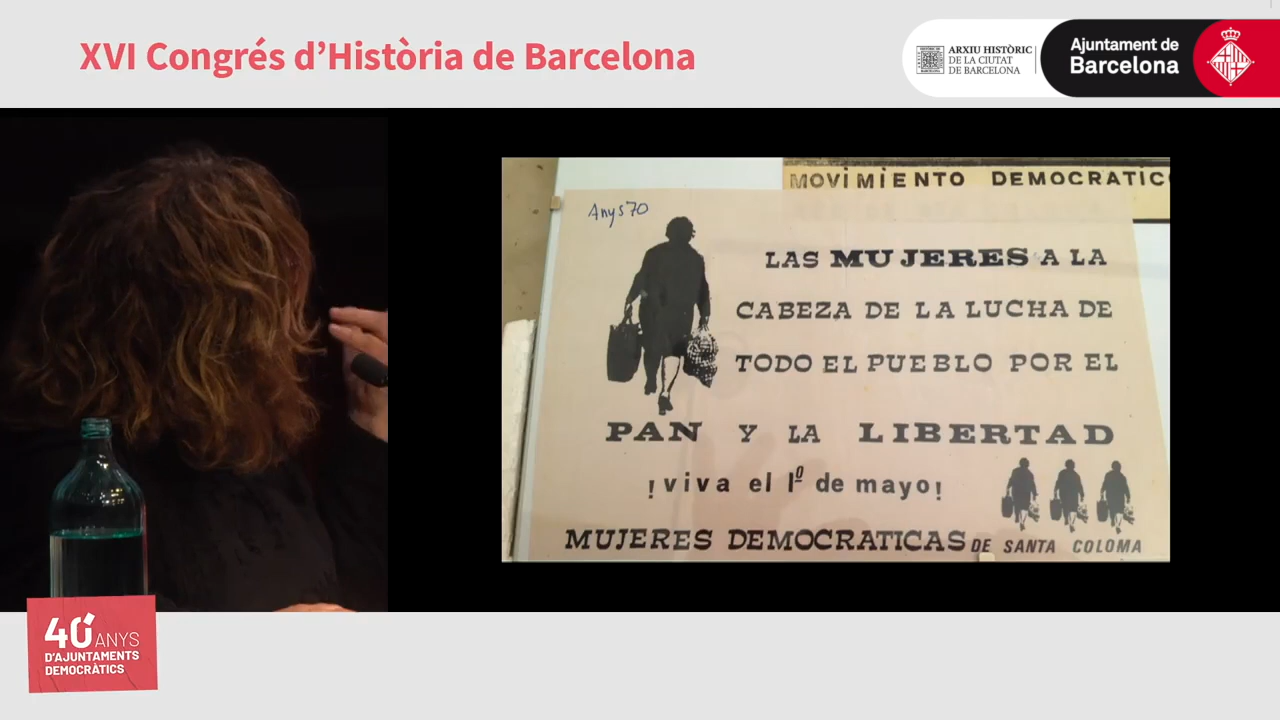 XVI Congrés d'Història de Barcelona
ARXIU HISTÒRIC
DE LA CIUTAT
DE BARCELONA
Ajuntament de
Barcelona
MOVIMIENTO DEMOCRATICO
Anys 70
LAS MUJERES A LA
CABEZA DE LA LUCHA DE
TODO EL PUEBLO POR EL
PAN Y LA LIBERTAD
¡viva el 1º de mayo!
MUJERES DEMOCRATICAS DE SANTA COLOMA
40 ANYS
D'AJUNTAMENTS
DEMOCRÀTICS